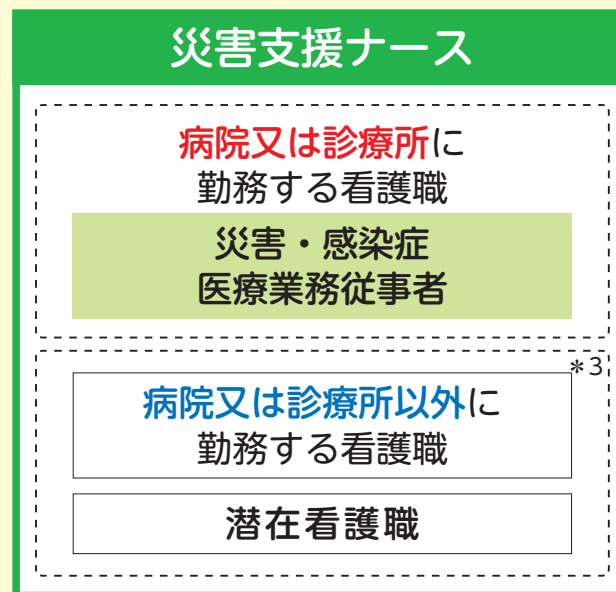 災害支援ナース
病院又は診療所に
勤務する看護職
災害・感染症
医療業務従事者
＊3
病院又は診療所以外に
勤務する看護職
潜在看護職